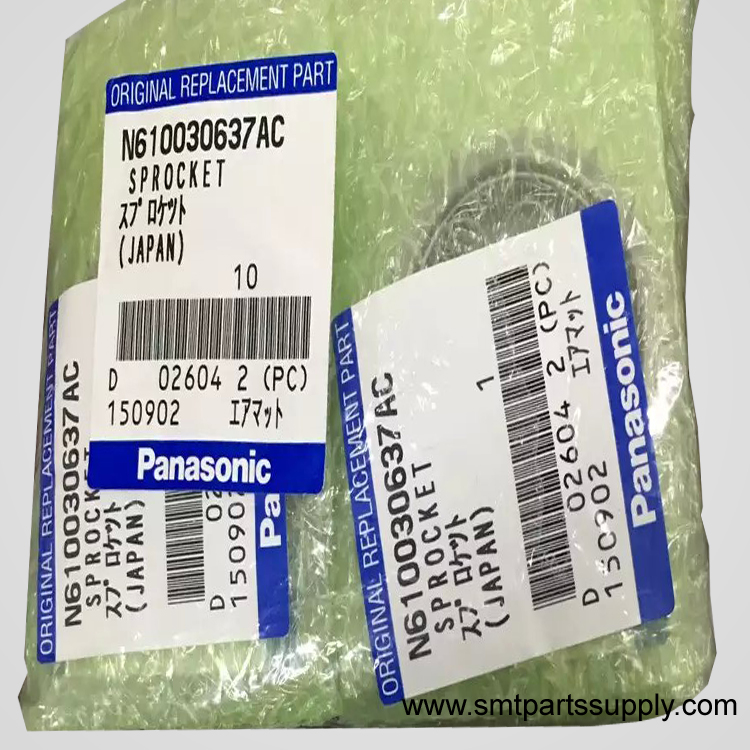 ORIGINAL REPLACEMENT PART
N610030637AC
SPROCKET
スプロケット
(JAPAN)
10
D 02604 2 (PC)
150902 エアマット
Panasonic
ORIGINAL REPLACEMENT PART
N610030637AC
SPROCKET
スプロケット
(JAPAN)
D 02
150902
ORIGINAL REPLACEMENT PART
N610030637AC
SPROCKET
スプロケット
(JAPAN)
1
D 02604 2 (PC)
150902 エアマット
Panasonic
www.smtpartssupply.com